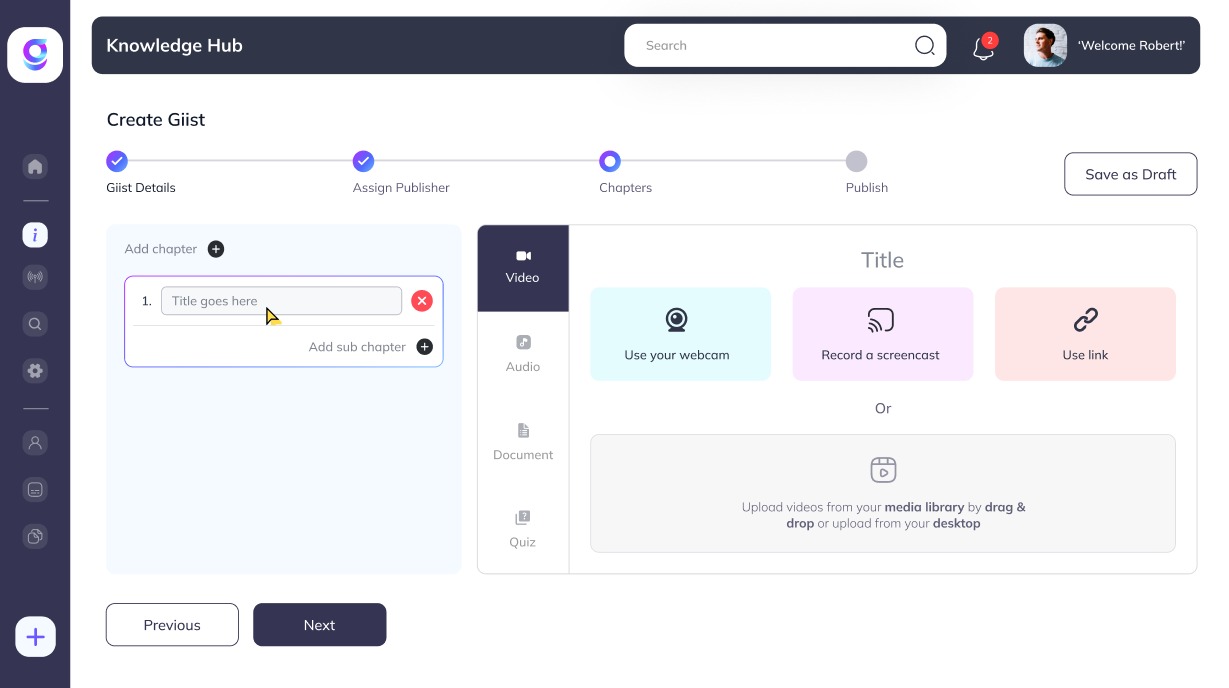 Knowledge Hub
Search
2
‘Welcome Robert!’
Create Giist
Giist Details
Assign Publisher
Chapters
Publish
Save as Draft
Add chapter
1.
Title goes here
Add sub chapter
Video
Audio
Document
Quiz
Title
Use your webcam
Record a screencast
Use link
Or
Upload videos from your media library by drag &
drop or upload from your desktop
Previous
Next